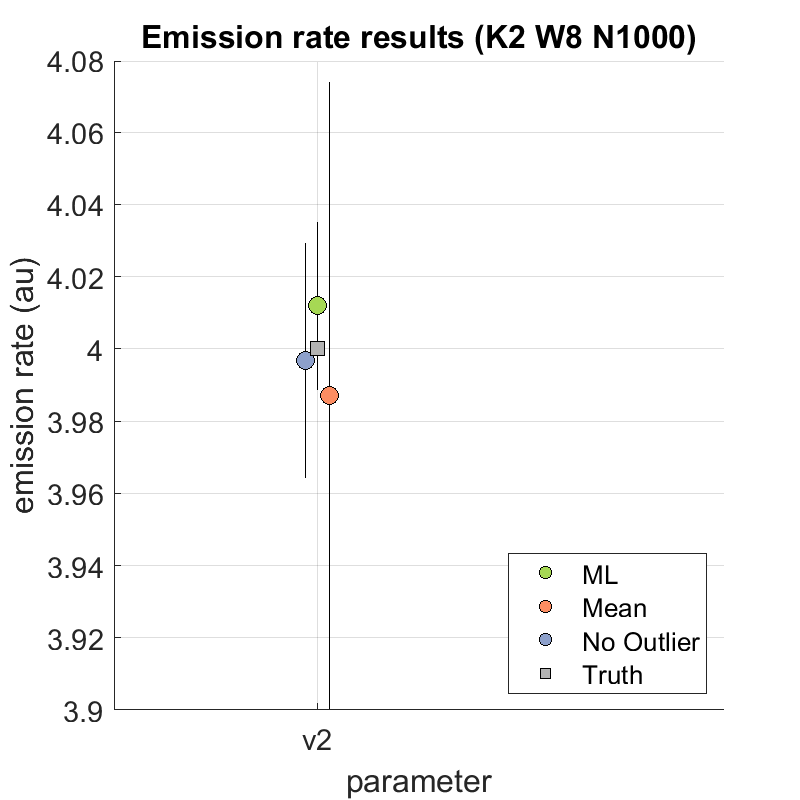 Emission rate results (K2 W8 N1000)
4.08
4.06
4.04
4.02
4
3.98
3.96
3.94
3.92
3.9
emission rate (au)
ML
Mean
No Outlier
Truth
v2
parameter